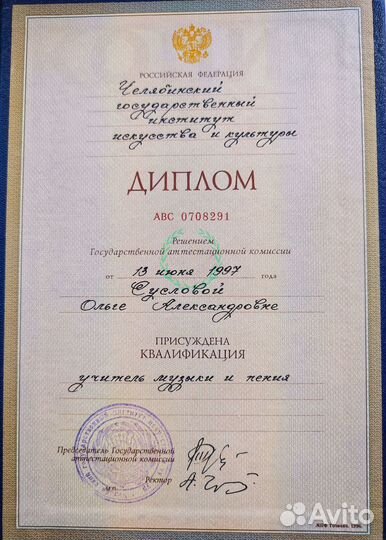 РОССИЙСКАЯ ФЕДЕРАЦИЯ
Челябинский
государственный
институт
искусства и культуры
ДИПЛОМ
АВС 0708291
Решением
Государственной аттестационной комиссии
от 13 июня 1997 года
Сусловой
Ольге Александровне
ПРИСУЖДЕНА
КВАЛИФИКАЦИЯ
учитель музыки и пения
Председатель Государственной
аттестационной комиссии
Ректор
М.П.
Avito